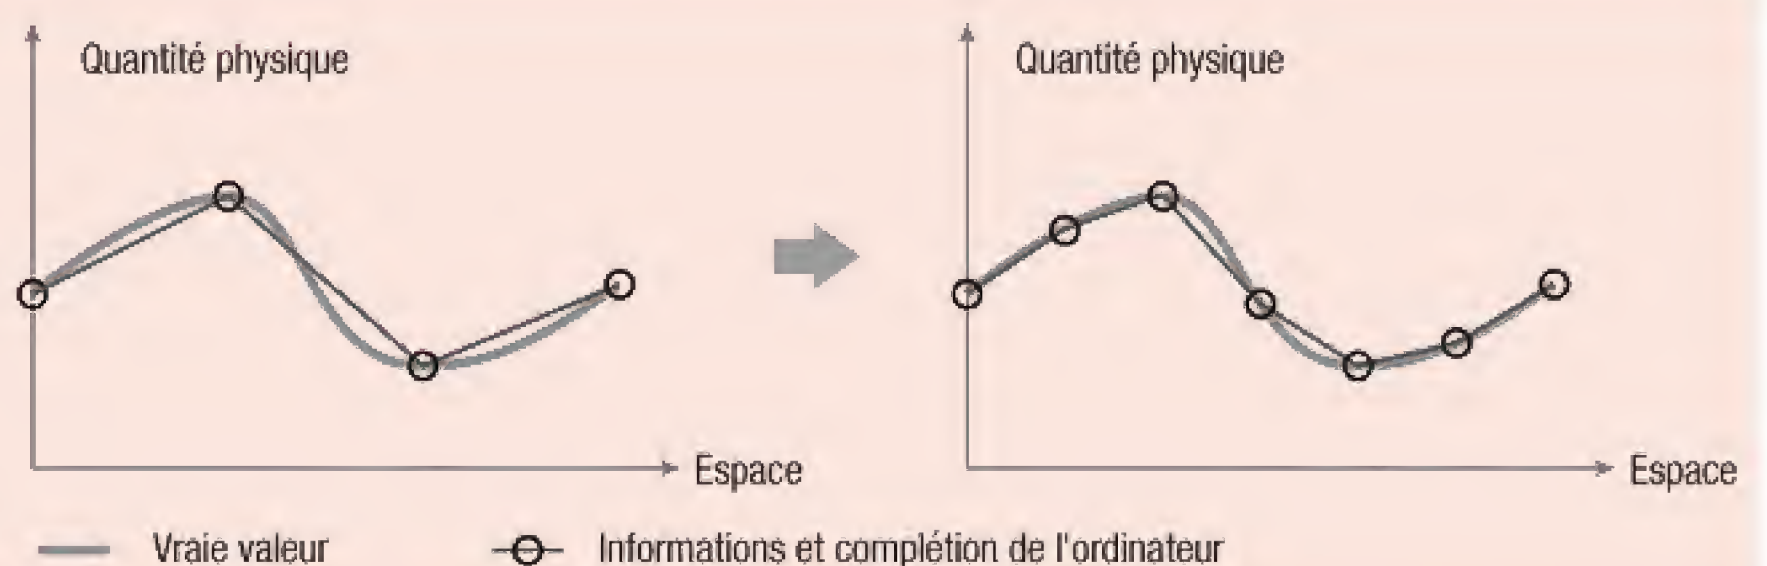 Quantité physique
Quantité physique
Espace
Espace
Vraie valeur
Informations et complétion de l'ordinateur